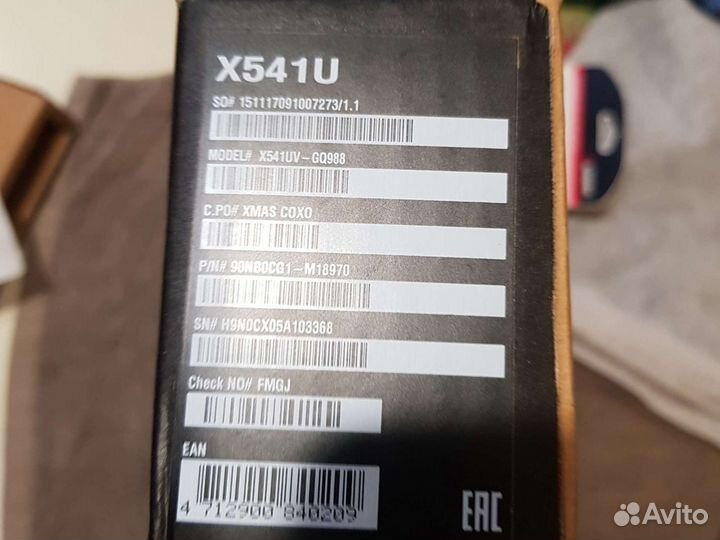 X541U
SO# 151117091007273/1.1
MODEL# X541UV-GQ988
C.PO# XMAS COXO
P/N# 90NB0CG1-M18970
SN# H9N0CX05A103368
Check NO# FMGJ
EAN
4 712900 840209
EAC
Avito